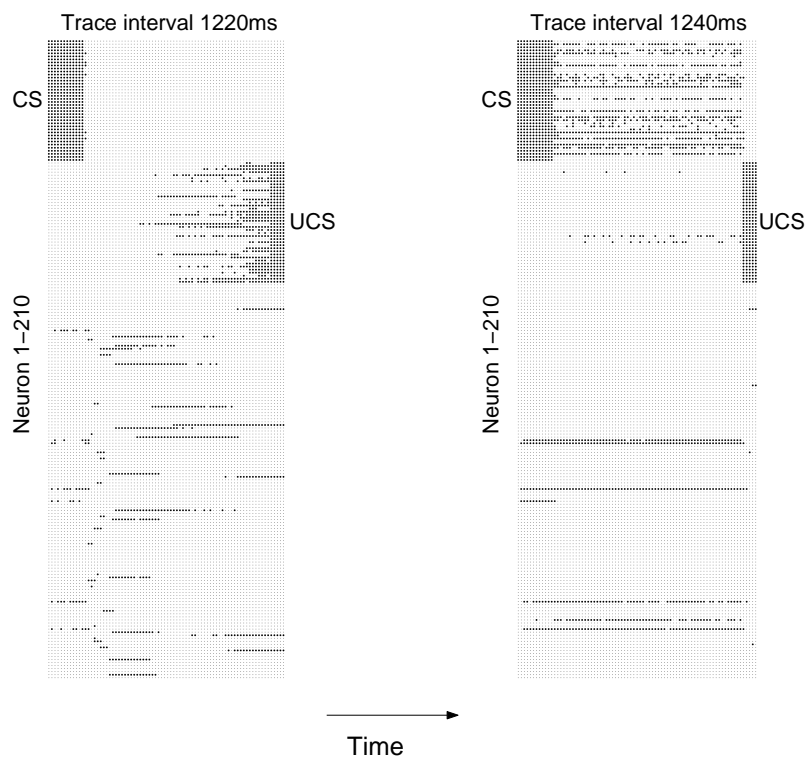 Trace interval 1220ms
Trace interval 1240ms
CS
CS
UCS
UCS
Neuron 1−210
Neuron 1−210
Time